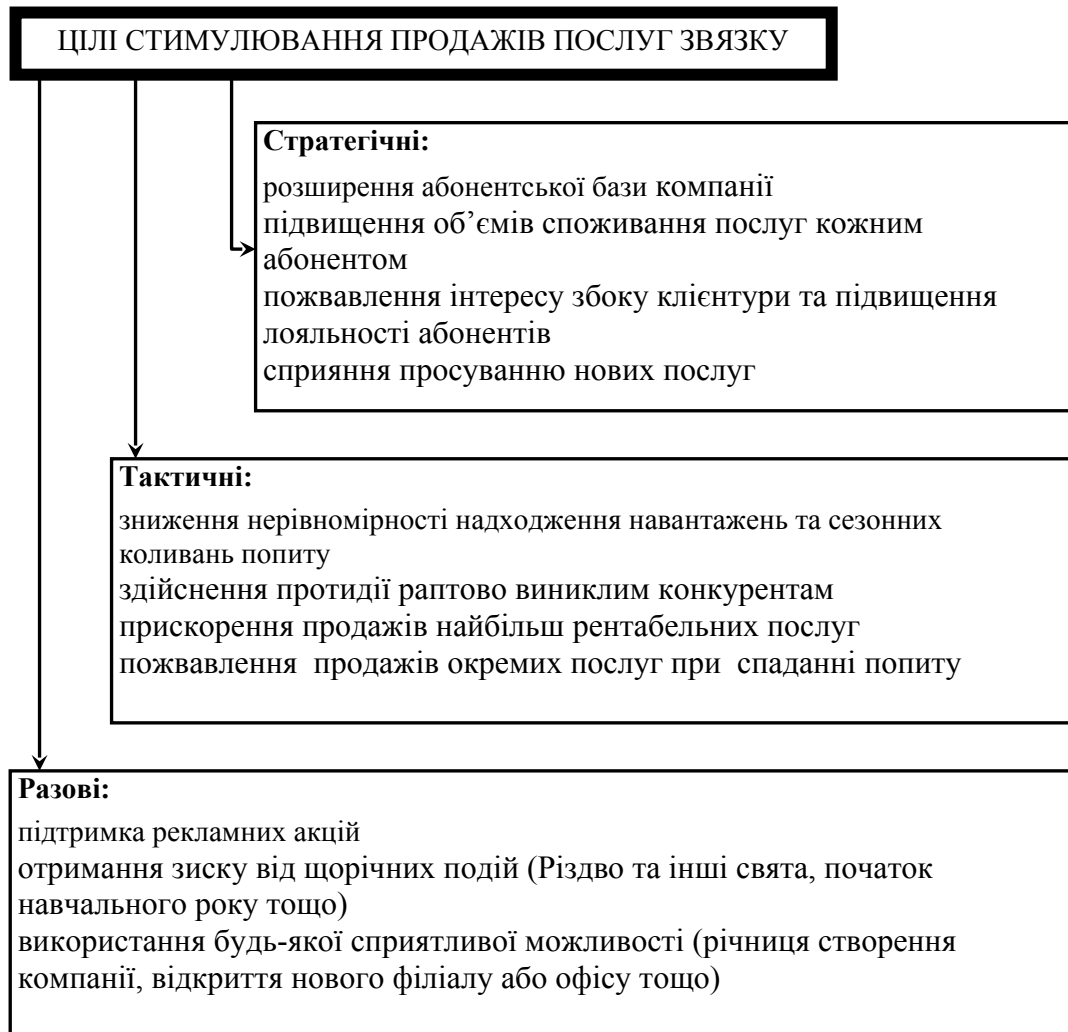 ЦІЛІ СТИМУЛЮВАННЯ ПРОДАЖІВ ПОСЛУГ ЗВЯЗКУ
Стратегічні:
розширення абонентської бази компанії
підвищення об’ємів споживання послуг кожним
абонентом
пожвавлення інтересу збоку клієнтури та підвищення
лояльності абонентів
сприяння просуванню нових послуг
Тактичні:
зниження нерівномірності надходження навантажень та сезонних
коливань попиту
здійснення протидії раптово виниклим конкурентам
прискорення продажів найбільш рентабельних послуг
пожвавлення продажів окремих послуг при спаданні попиту
Разові:
підтримка рекламних акцій
отримання зиску від щорічних подій (Різдво та інші свята, початок
навчального року тощо)
використання будь-якої сприятливої можливості (річниця створення
компанії, відкриття нового філіалу або офісу тощо)